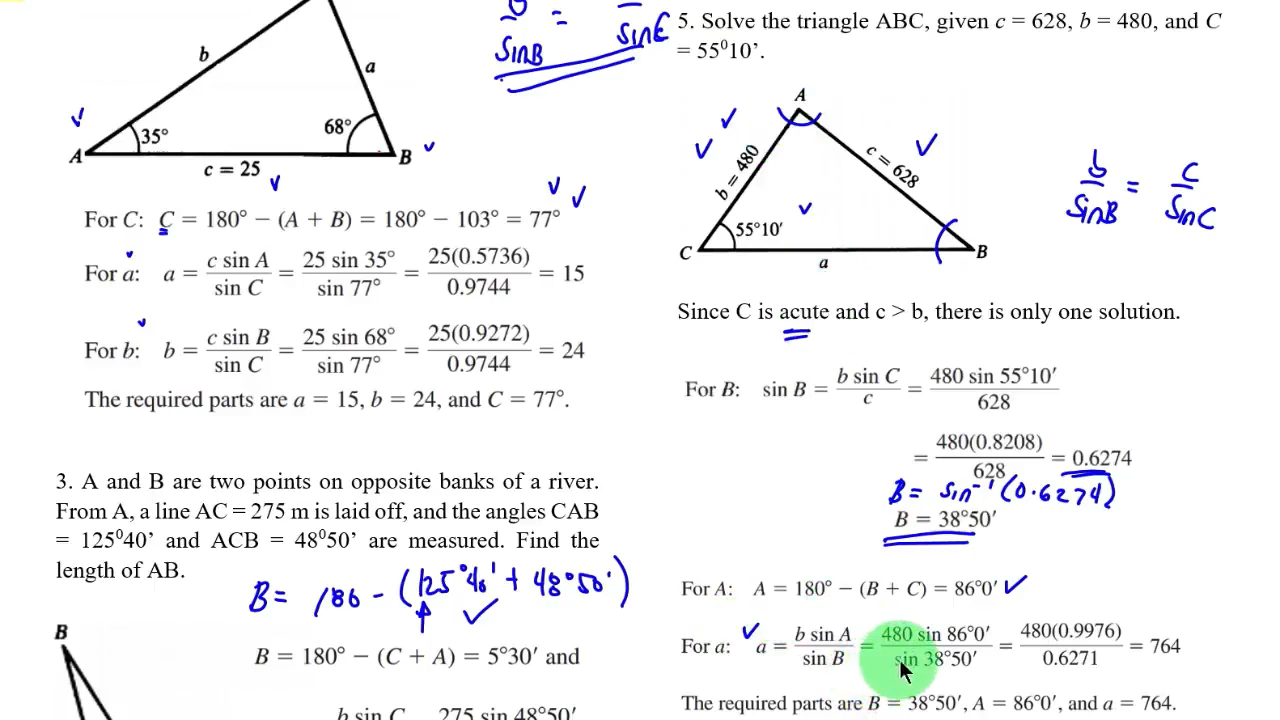 b
a
35°
68°
A
B
c = 25
For C: C = 180° − (A + B) = 180° − 103° = 77°
For a: a = c sin A / sin C = 25 sin 35° / sin 77° = 25(0.5736) / 0.9744 = 15
For b: b = c sin B / sin C = 25 sin 68° / sin 77° = 25(0.9272) / 0.9744 = 24
The required parts are a = 15, b = 24, and C = 77°.
3. A and B are two points on opposite banks of a river.
From A, a line AC = 275 m is laid off, and the angles CAB
= 125⁰40’ and ACB = 48⁰50’ are measured. Find the
length of AB.
B = 180 − (125°40' + 48°50')
B
B = 180° − (C + A) = 5°30′ and
b sin C 275 sin 48°50′
= 
sin B sin C
5. Solve the triangle ABC, given c = 628, b = 480, and C
= 55⁰10’.
A
b = 480
c = 628
55°10′
C
B
a
b / sin B = c / sin C
Since C is acute and c > b, there is only one solution.
For B: sin B = b sin C / c = 480 sin 55°10′ / 628
= 480(0.8208) / 628 = 0.6274
B = sin⁻¹ (0.6274)
B = 38°50′
For A: A = 180° − (B + C) = 86°0′
For a: a = b sin A / sin B = 480 sin 86°0′ / sin 38°50′ = 480(0.9976) / 0.6271 = 764
The required parts are B = 38°50′, A = 86°0′, and a = 764.